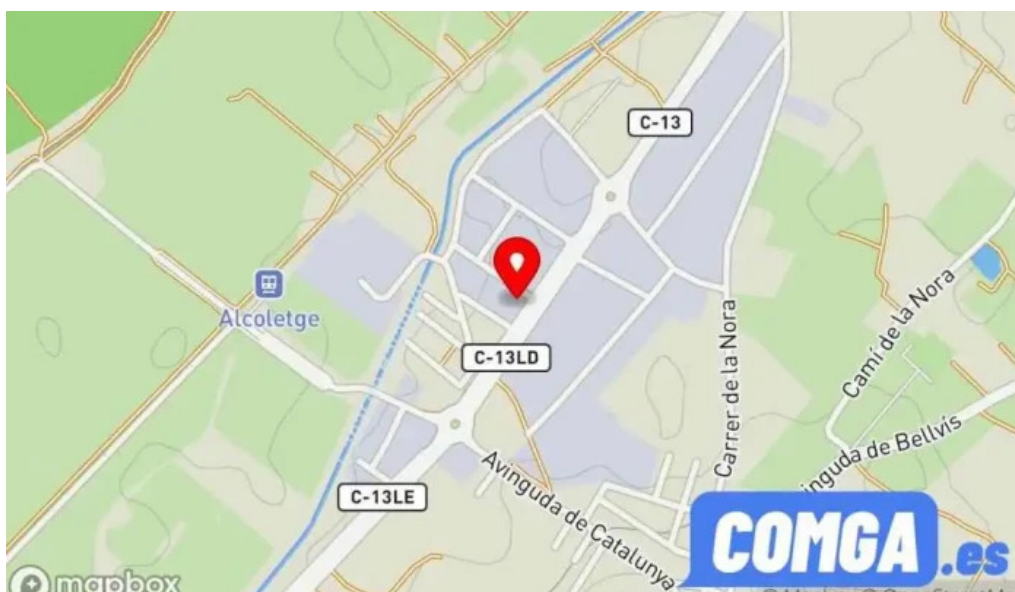 C-13
Alcoletge
C-13LD
Carrer de la Nora
Camí de la Nora
Avinguda de Bellvís
C-13LE
Avinguda de Catalunya
COMGA.es
mapbox